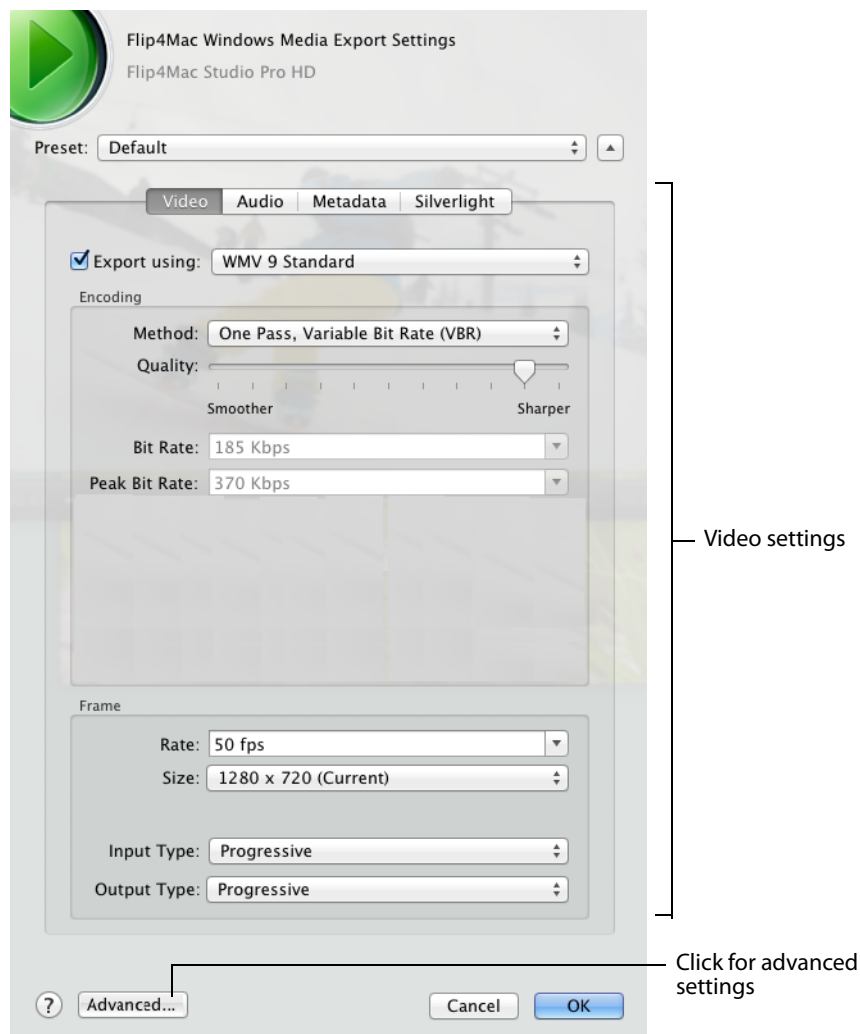 Flip4Mac Windows Media Export Settings
Flip4Mac Studio Pro HD
Preset: Default
Video Audio Metadata Silverlight
Export using: WMV 9 Standard
Encoding
Method: One Pass, Variable Bit Rate (VBR)
Quality:
Smoother Sharper
Bit Rate: 185 Kbps
Peak Bit Rate: 370 Kbps
Video settings
Frame
Rate: 50 fps
Size: 1280 x 720 (Current)
Input Type: Progressive
Output Type: Progressive
Click for advanced
settings
? Advanced... Cancel OK